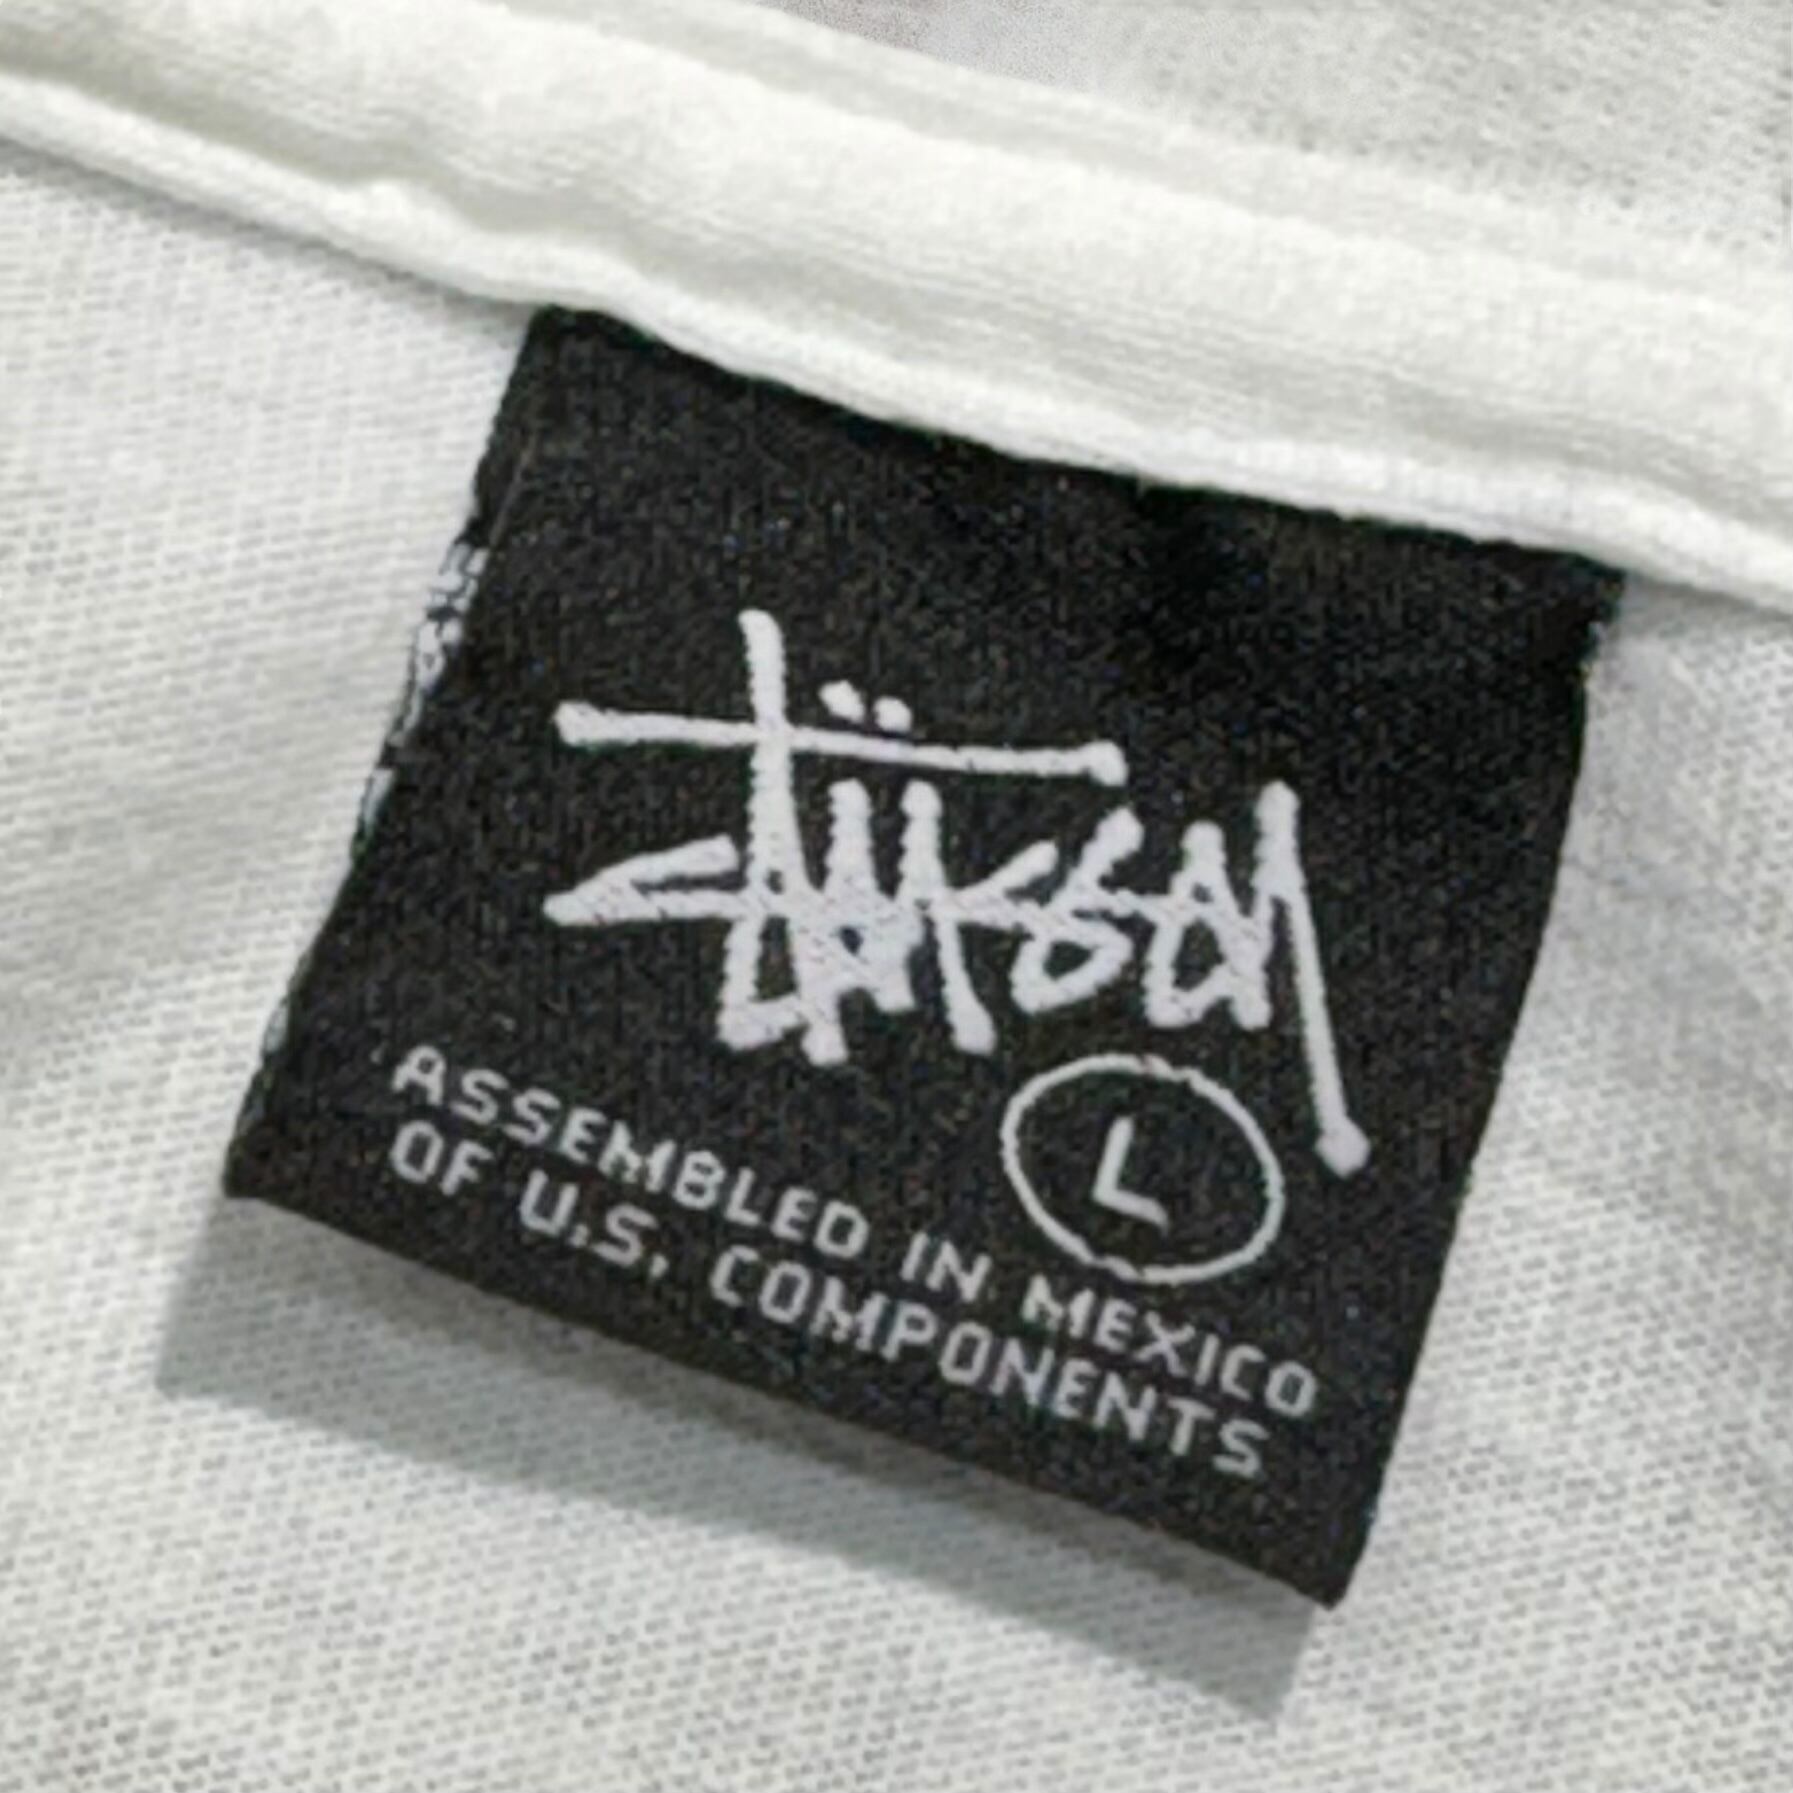 Stüssy
L
ASSEMBLED IN MEXICO
OF U.S. COMPONENTS